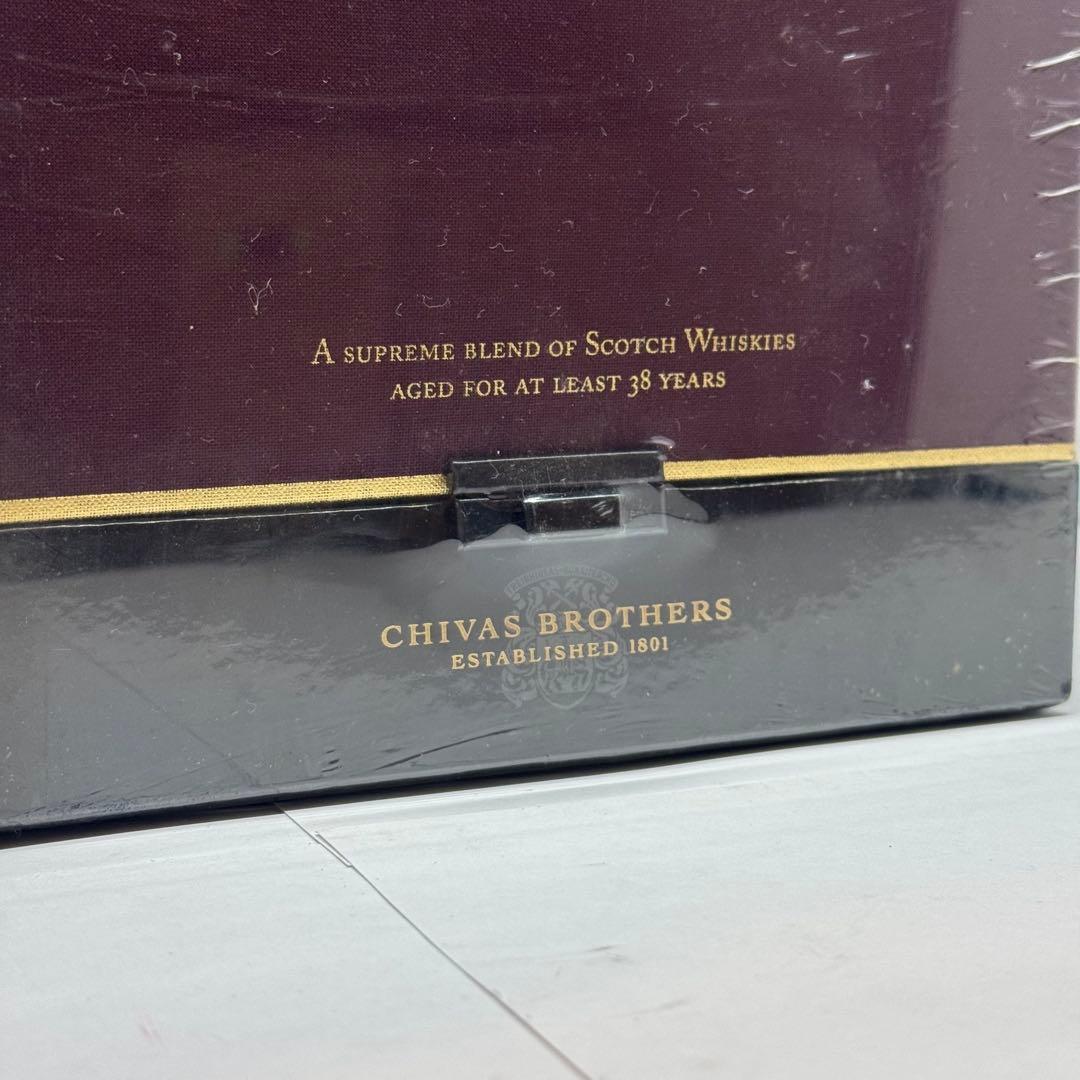 A SUPREME BLEND OF SCOTCH WHISKIES
AGED FOR AT LEAST 38 YEARS
CHIVAS BROTHERS
ESTABLISHED 1801